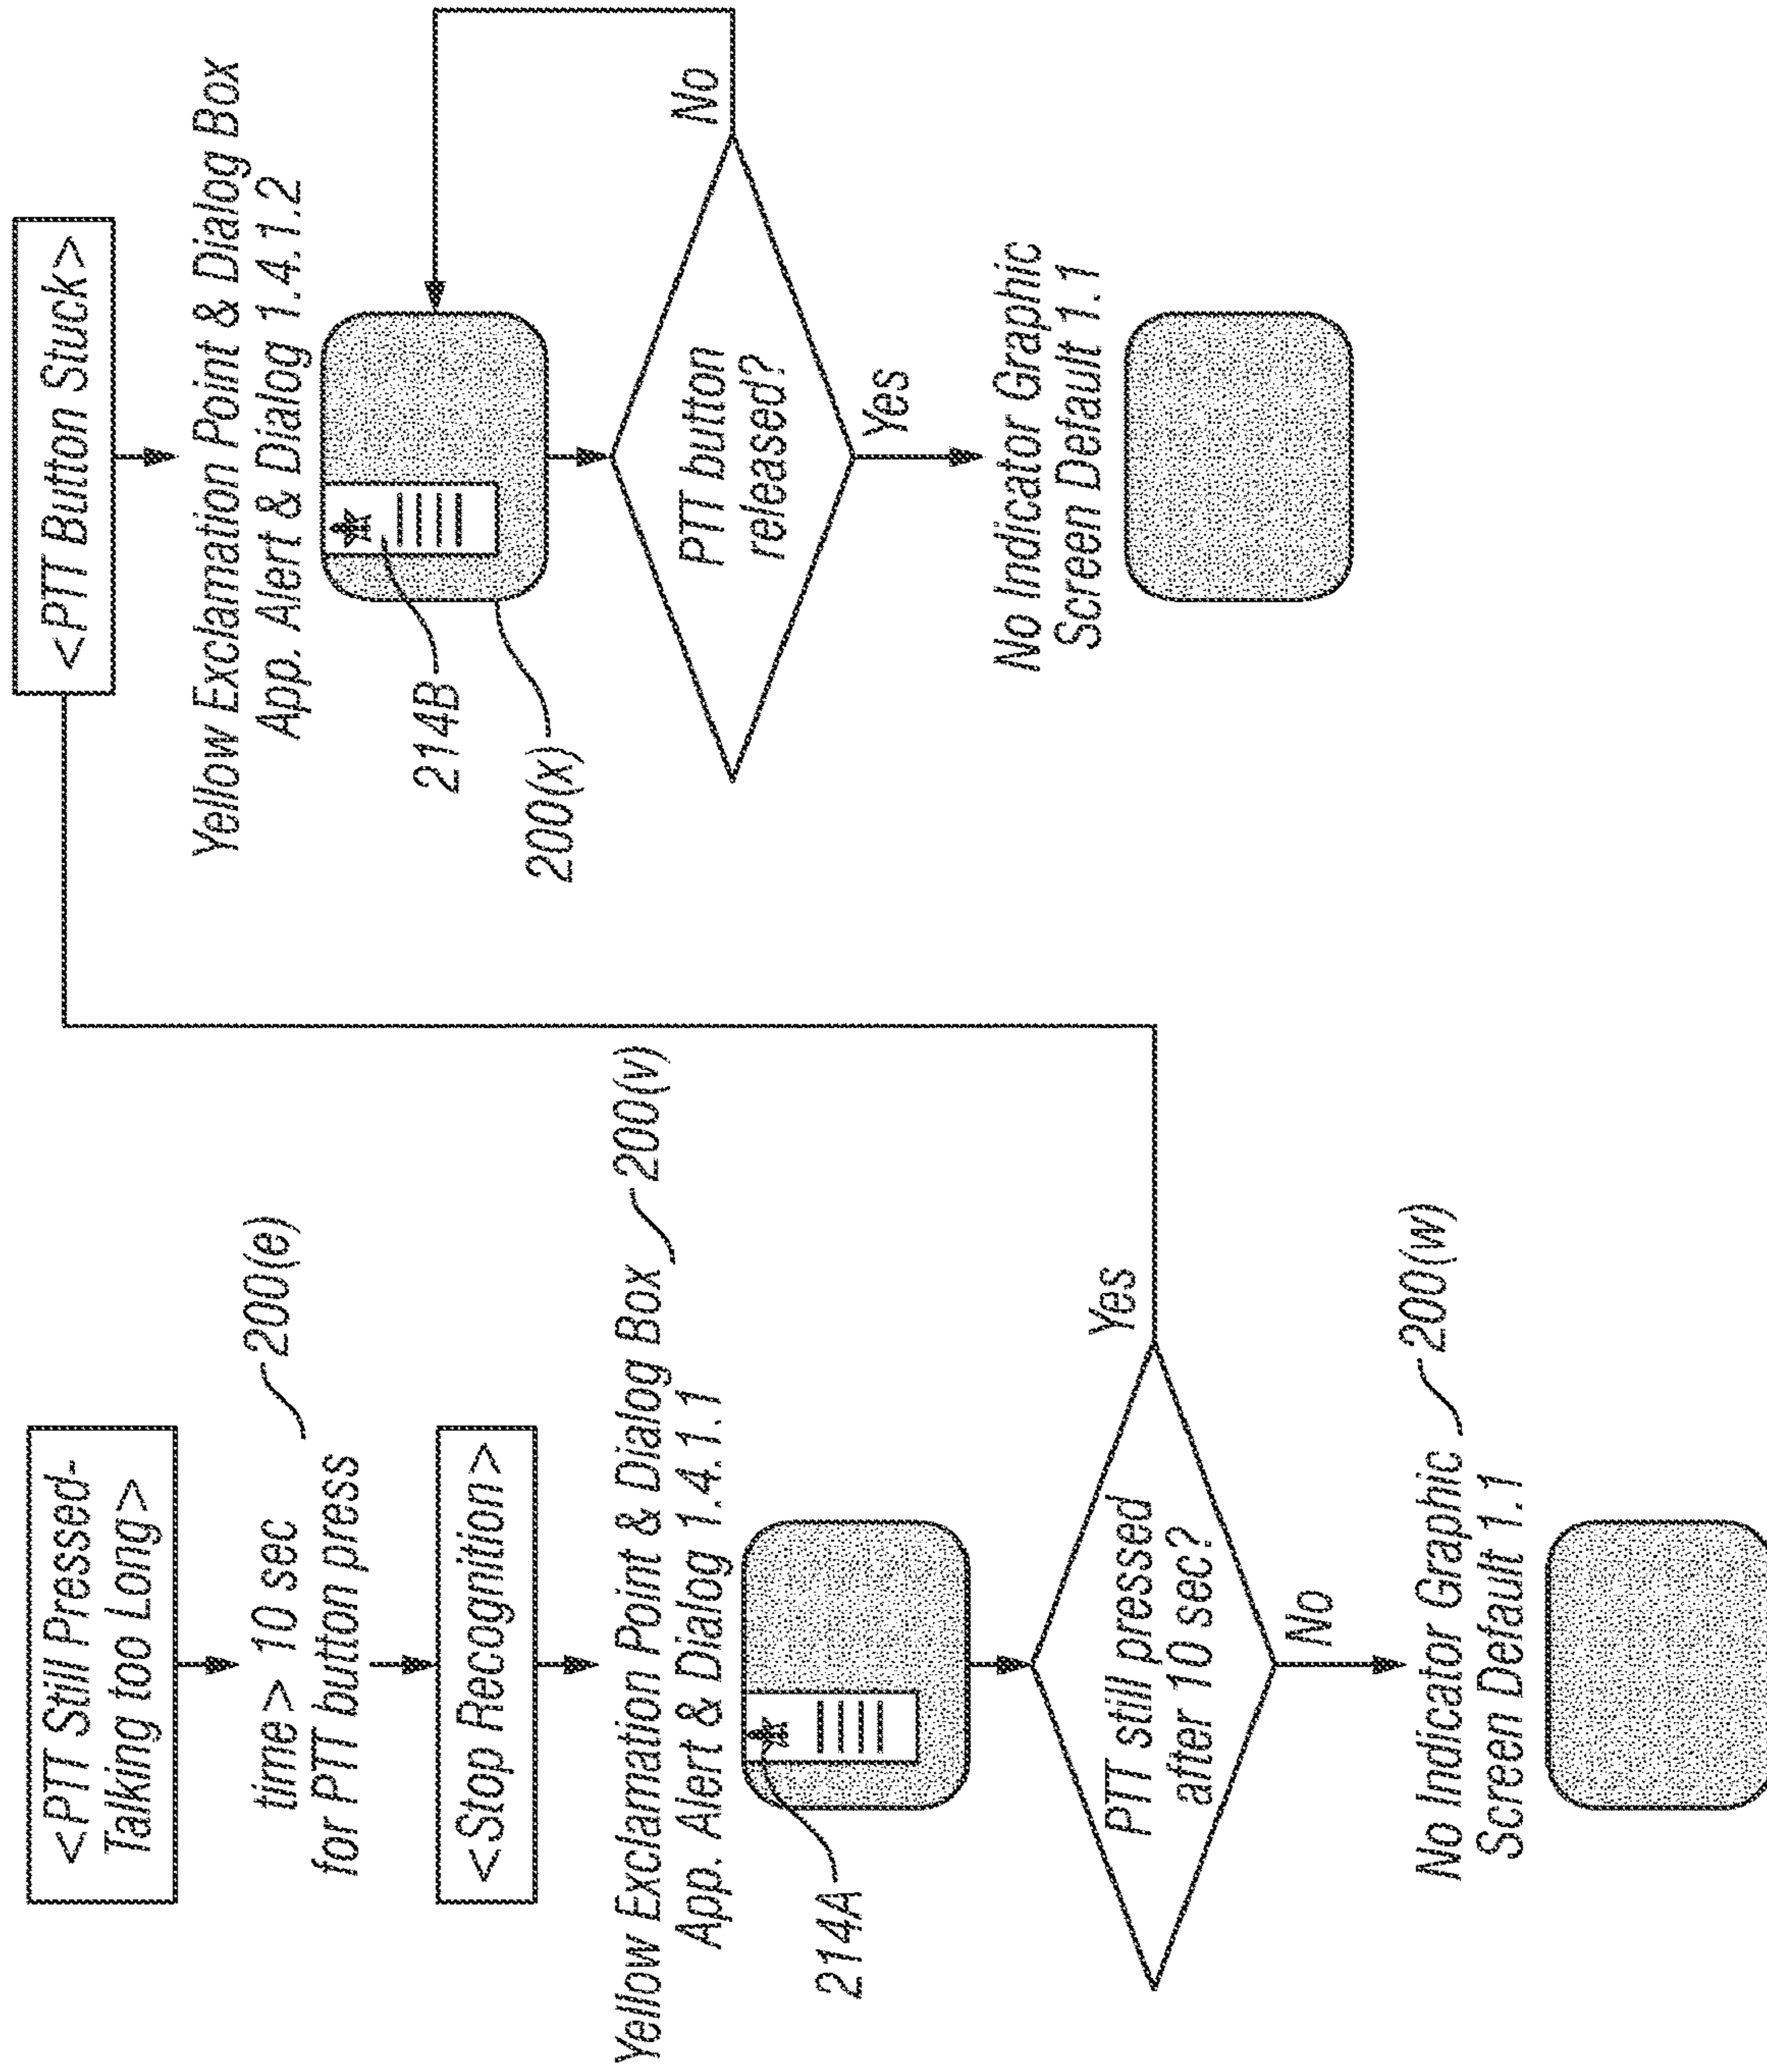 <PTT Still Pressed-
Talking too Long>
time> 10 sec
for PTT button press
200(e)
<Stop Recognition>
Yellow Exclamation Point & Dialog Box
App. Alert & Dialog 1.4.1.1
200(v)
214A
PTT still pressed
after 10 sec?
Yes
No
No Indicator Graphic
Screen Default 1.1
200(w)
<PTT Button Stuck>
Yellow Exclamation Point & Dialog Box
App. Alert & Dialog 1.4.1.2
214B
200(x)
PTT button
released?
No
Yes
No Indicator Graphic
Screen Default 1.1